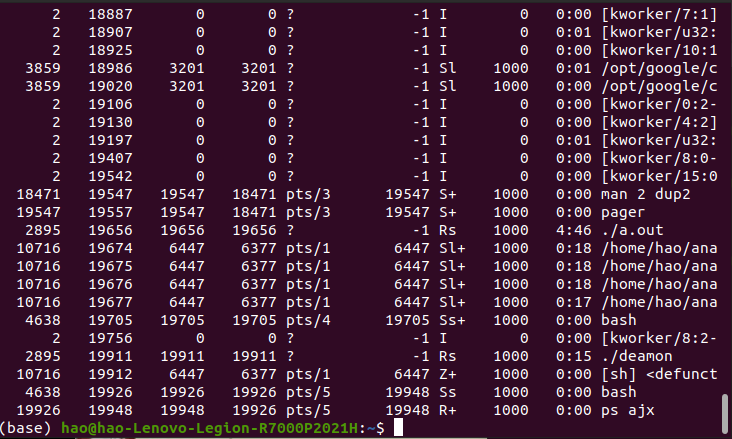 2 18887 0 0 ? -1 I 0 0:00 [kworker/7:1]
2 18907 0 0 ? -1 I 0 0:01 [kworker/u32:
2 18925 0 0 ? -1 I 0 0:00 [kworker/10:1
3859 18986 3201 3201 ? -1 Sl 1000 0:01 /opt/google/c
3859 19020 3201 3201 ? -1 Sl 1000 0:00 /opt/google/c
2 19106 0 0 ? -1 I 0 0:00 [kworker/0:2-
2 19130 0 0 ? -1 I 0 0:00 [kworker/4:2]
2 19197 0 0 ? -1 I 0 0:01 [kworker/u32:
2 19407 0 0 ? -1 I 0 0:00 [kworker/8:0-
2 19542 0 0 ? -1 I 0 0:00 [kworker/15:0
18471 19547 19547 18471 pts/3 19547 S+ 1000 0:00 man 2 dup2
19547 19557 19547 18471 pts/3 19547 S+ 1000 0:00 pager
2895 19656 19656 19656 ? -1 Rs 1000 4:46 ./a.out
10716 19674 6447 6377 pts/1 6447 Sl+ 1000 0:18 /home/hao/ana
10716 19675 6447 6377 pts/1 6447 Sl+ 1000 0:18 /home/hao/ana
10716 19676 6447 6377 pts/1 6447 Sl+ 1000 0:18 /home/hao/ana
10716 19677 6447 6377 pts/1 6447 Sl+ 1000 0:17 /home/hao/ana
4638 19705 19705 19705 pts/4 19705 Ss+ 1000 0:00 bash
2 19756 0 0 ? -1 I 0 0:00 [kworker/8:2-
2895 19911 19911 19911 ? -1 Rs 1000 0:15 ./deamon
10716 19912 6447 6377 pts/1 6447 Z+ 1000 0:00 [sh] <defunct
4638 19926 19926 19926 pts/5 19948 Ss 1000 0:00 bash
19926 19948 19948 19926 pts/5 19948 R+ 1000 0:00 ps ajx
(base) hao@hao-Lenovo-Legion-R7000P2021H:~$